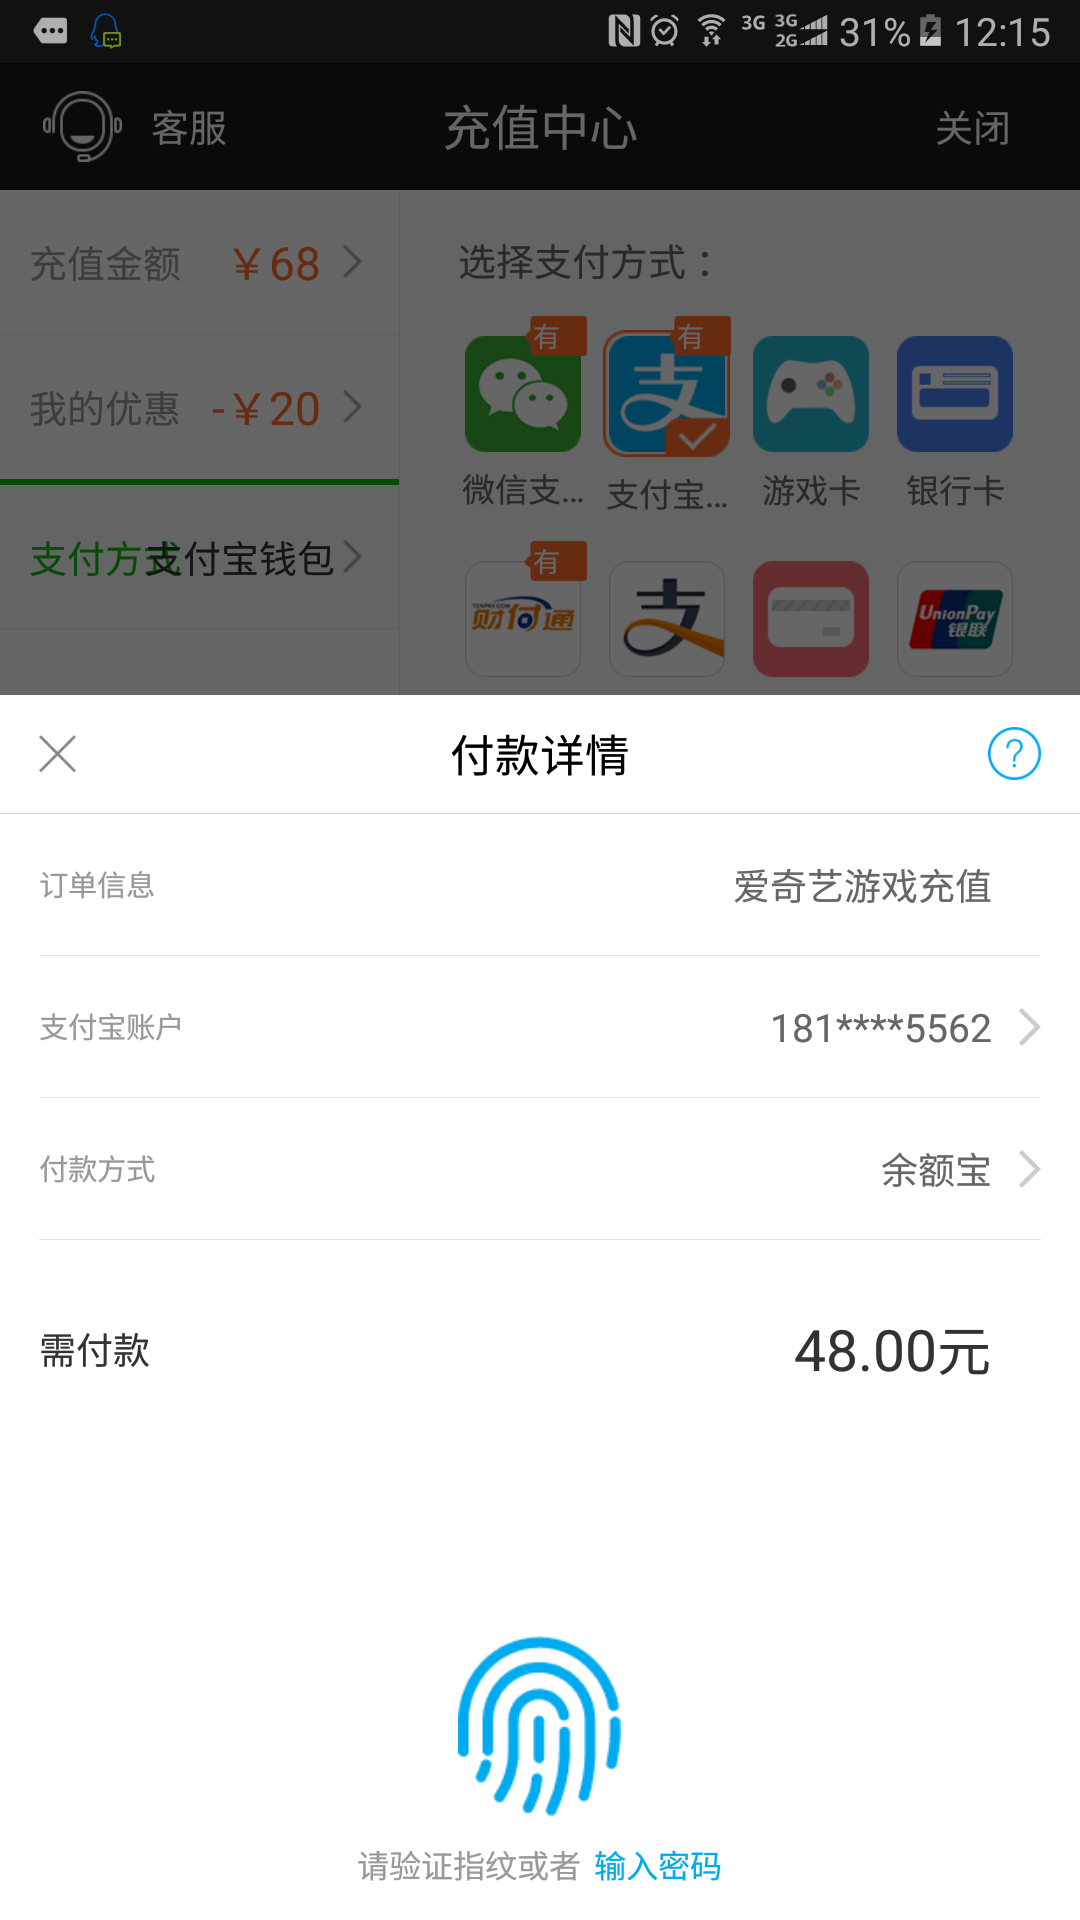 3G 3G 2G 31% 12:15
客服 充值中心 关闭
充值金额 ￥68
我的优惠 -￥20
支付方式 支付宝钱包
选择支付方式：
有 有
支
微信支... 支付宝... 游戏卡 银行卡
有
TENPAY.COM
财付通 支 UnionPay
银联
付款详情 ?
订单信息 爱奇艺游戏充值
支付宝账户 181****5562
付款方式 余额宝
需付款 48.00元
请验证指纹或者 输入密码